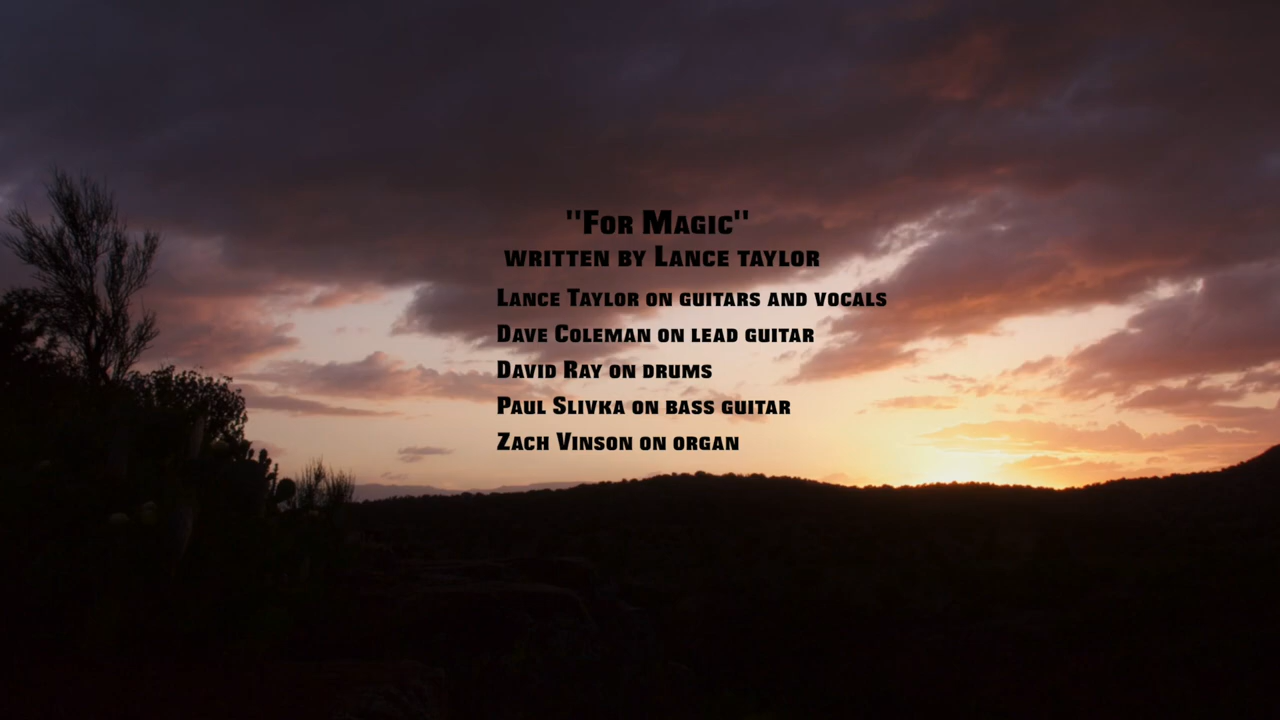 "For Magic"
written by Lance taylor
Lance Taylor on guitars and vocals
Dave Coleman on lead guitar
David Ray on drums
Paul Slivka on bass guitar
Zach Vinson on organ